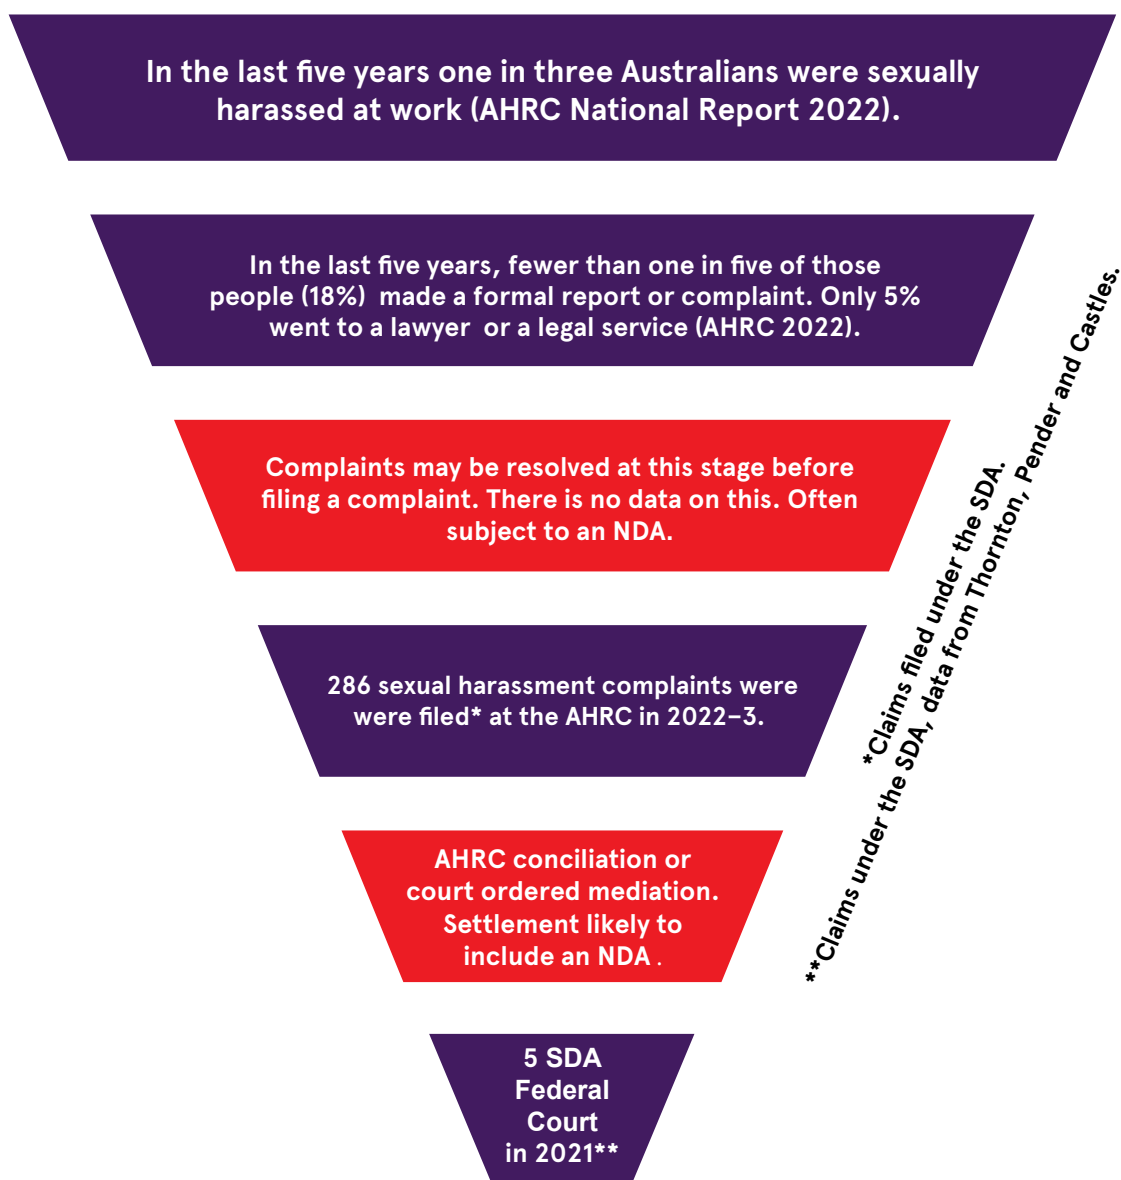 In the last five years one in three Australians were sexually
harassed at work (AHRC National Report 2022).
In the last five years, fewer than one in five of those
people (18%) made a formal report or complaint. Only 5%
went to a lawyer or a legal service (AHRC 2022).
Complaints may be resolved at this stage before
filing a complaint. There is no data on this. Often
subject to an NDA.
286 sexual harassment complaints were
were filed* at the AHRC in 2022–3.
AHRC conciliation or
court ordered mediation.
Settlement likely to
include an NDA .
5 SDA
Federal
Court
in 2021**
*Claims filed under the SDA.
**Claims under the SDA, data from Thornton, Pender and Castles.